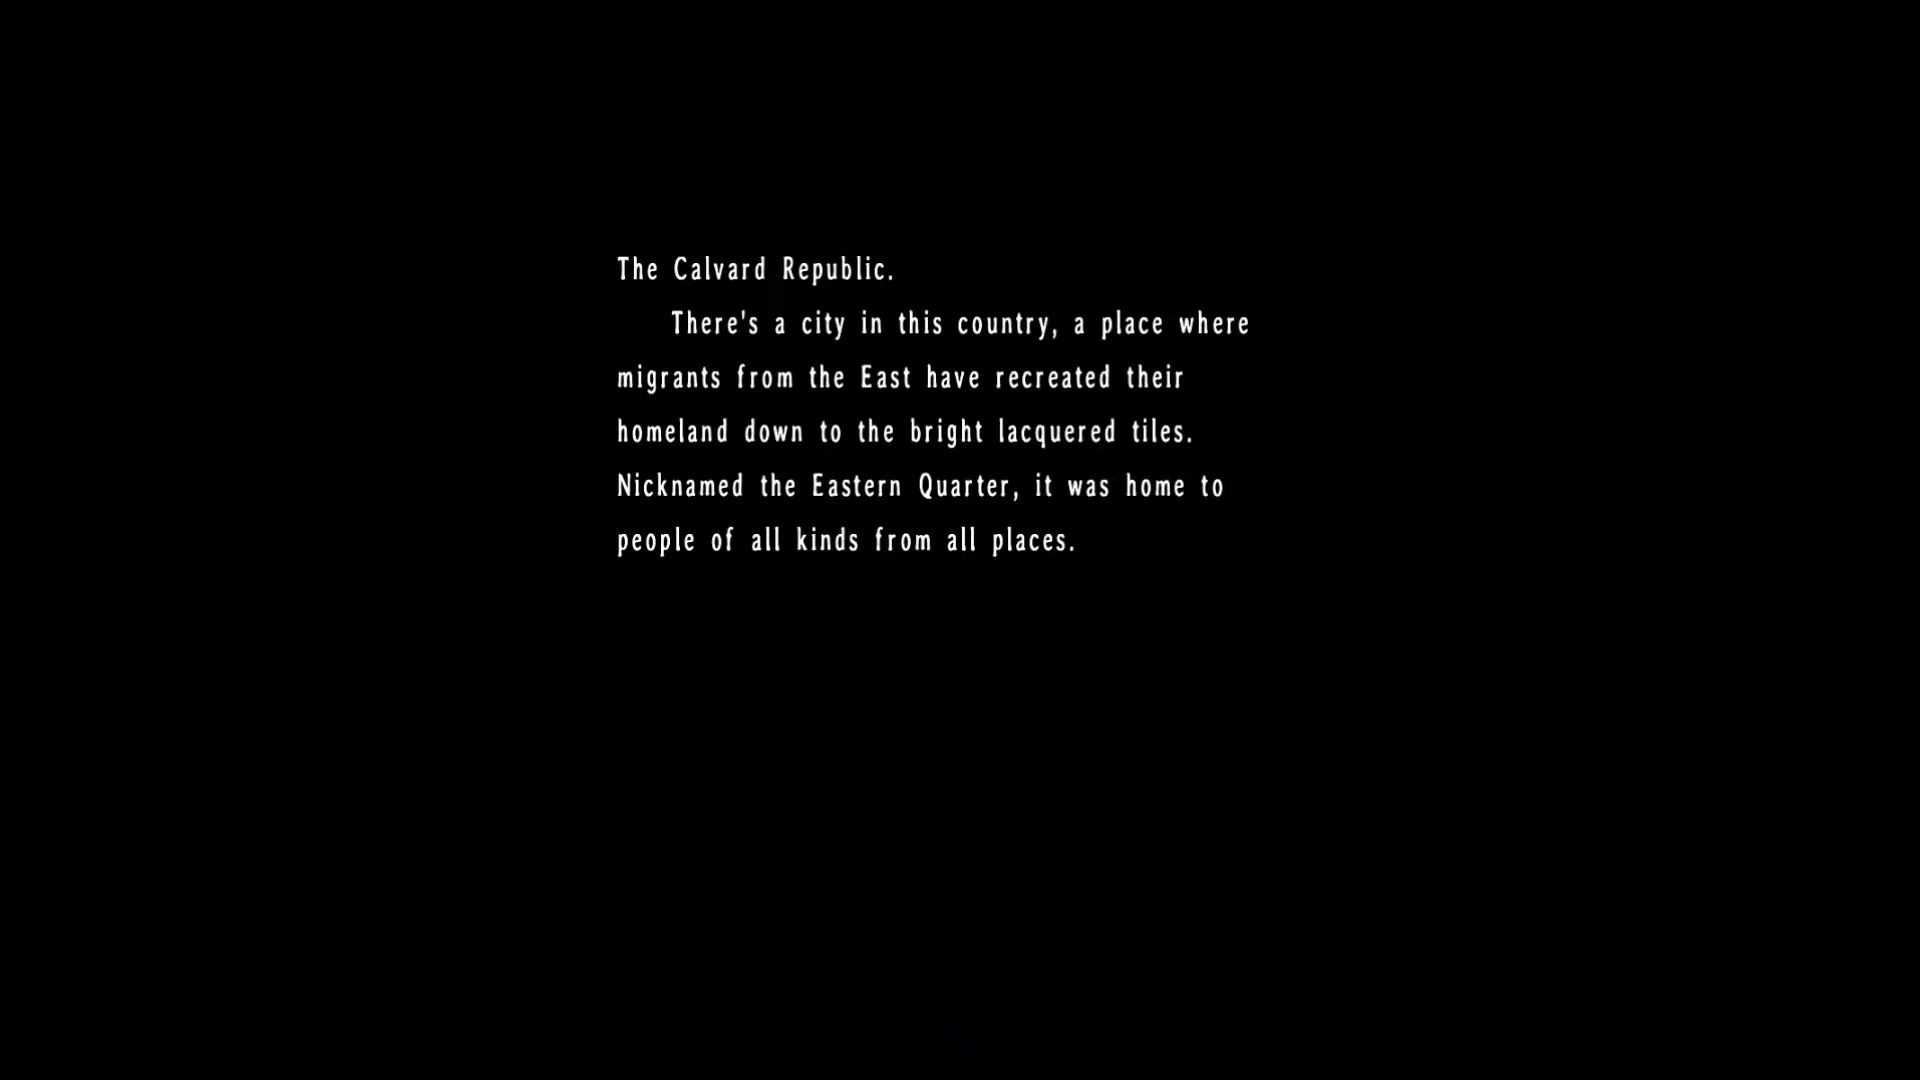 The Calvard Republic.
There's a city in this country, a place where
migrants from the East have recreated their
homeland down to the bright lacquered tiles.
Nicknamed the Eastern Quarter, it was home to
people of all kinds from all places.